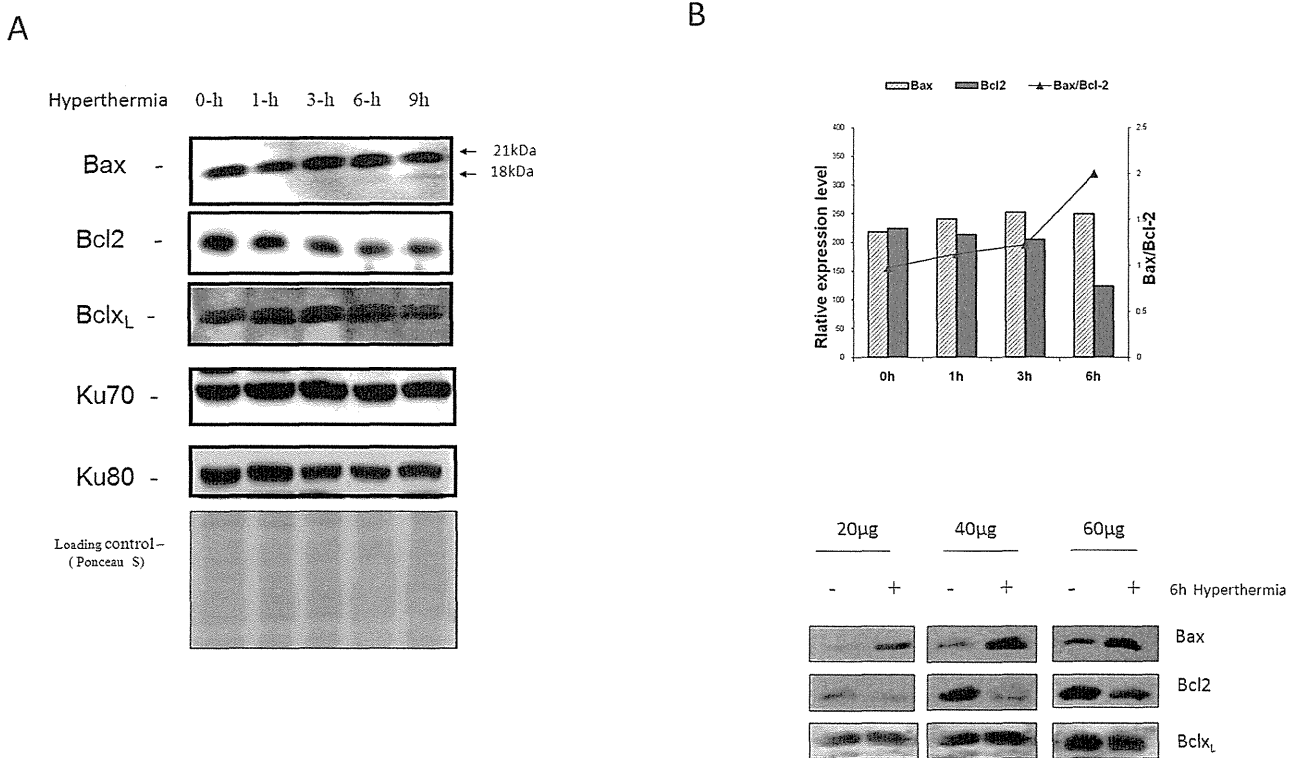 A
Hyperthermia 0-h 1-h 3-h 6-h 9h
Bax -
21kDa
18kDa
Bcl2 -
BclxL -
Ku70 -
Ku80 -
Loading control -
( Ponceau S)
B
Bax Bcl2 Bax/Bcl-2
Rlative expression level
400
350
300
250
200
150
100
50
0
2.5
2
1.5
1
0.5
0
Bax/Bcl-2
0h 1h 3h 6h
20µg 40µg 60µg
- + - + - + 6h Hyperthermia
Bax
Bcl2
BclxL